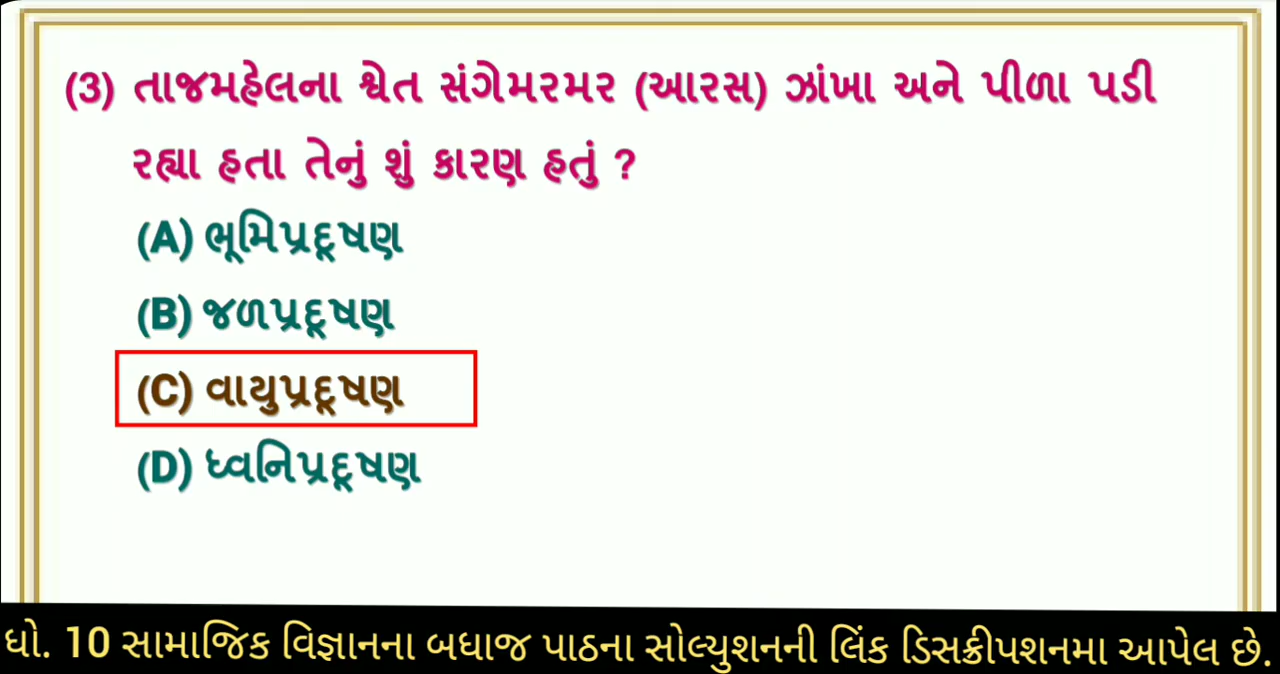 (3) તાજમહેલના શ્વેત સંગેમરમર (આરસ) ઝાંખા અને પીળા પડી
રહ્યા હતા તેનું શું કારણ હતું ?
(A) ભૂમિપ્રદૂષણ
(B) જળપ્રદૂષણ
(C) વાયુપ્રદૂષણ
(D) ધ્વનિપ્રદૂષણ
ધો. 10 સામાજિક વિજ્ઞાનના બધાજ પાઠના સોલ્યુશનની લિંક ડિસક્રીપશનમા આપેલ છે.